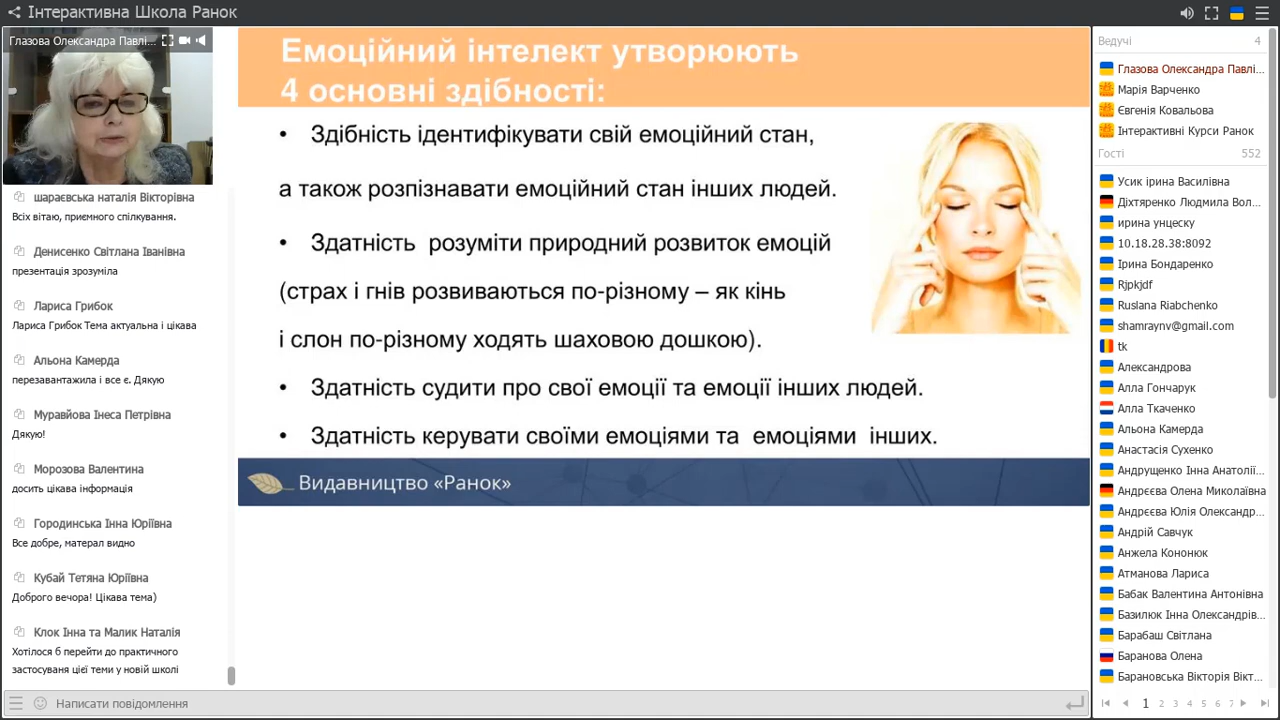 Інтерактивна Школа Ранок
Глазова Олександра Павлі...
шараєвська наталія Вікторівна
Всіх вітаю, приємного спілкування.
Денисенко Світлана Іванівна
презентація зрозуміла
Лариса Грибок
Лариса Грибок Тема актуальна і цікава
Альона Камерда
перезавантажила і все є. Дякую
Муравйова Інеса Петрівна
Дякую!
Морозова Валентина
досить цікава інформація
Городинська Інна Юріївна
Все добре, матерал видно
Кубай Тетяна Юріївна
Доброго вечора! Цікава тема)
Клок Інна та Малик Наталія
Хотілося б перейти до практичного
застосуваня цієї теми у новій школі
Написати повідомлення
Емоційний інтелект утворюють
4 основні здібності:
• Здібність ідентифікувати свій емоційний стан,
а також розпізнавати емоційний стан інших людей.
• Здатність розуміти природний розвиток емоцій
(страх і гнів розвиваються по-різному – як кінь
і слон по-різному ходять шаховою дошкою).
• Здатність судити про свої емоції та емоції інших людей.
• Здатність керувати своїми емоціями та емоціями інших.
Видавництво «Ранок»
Ведучі 4
Глазова Олександра Павлі...
Марія Варченко
Євгенія Ковальова
Інтерактивні Курси Ранок
Гості 552
Усик ірина Василівна
Діхтяренко Людмила Вол...
ирина унцеску
10.18.28.38:8092
Ірина Бондаренко
Rjpkjdf
Ruslana Riabchenko
shamraynv@gmail.com
tk
Александрова
Алла Гончарук
Алла Ткаченко
Альона Камерда
Анастасія Сухенко
Андрущенко Інна Анатолії...
Андрєєва Олена Миколаївна
Андрєєва Юлія Олександр...
Андрій Савчук
Анжела Кононюк
Атманова Лариса
Бабак Валентина Антонівна
Базилюк Інна Олександрів...
Барабаш Світлана
Баранова Олена
Барановська Вікторія Вікт...
1 2 3 4 5 6 7